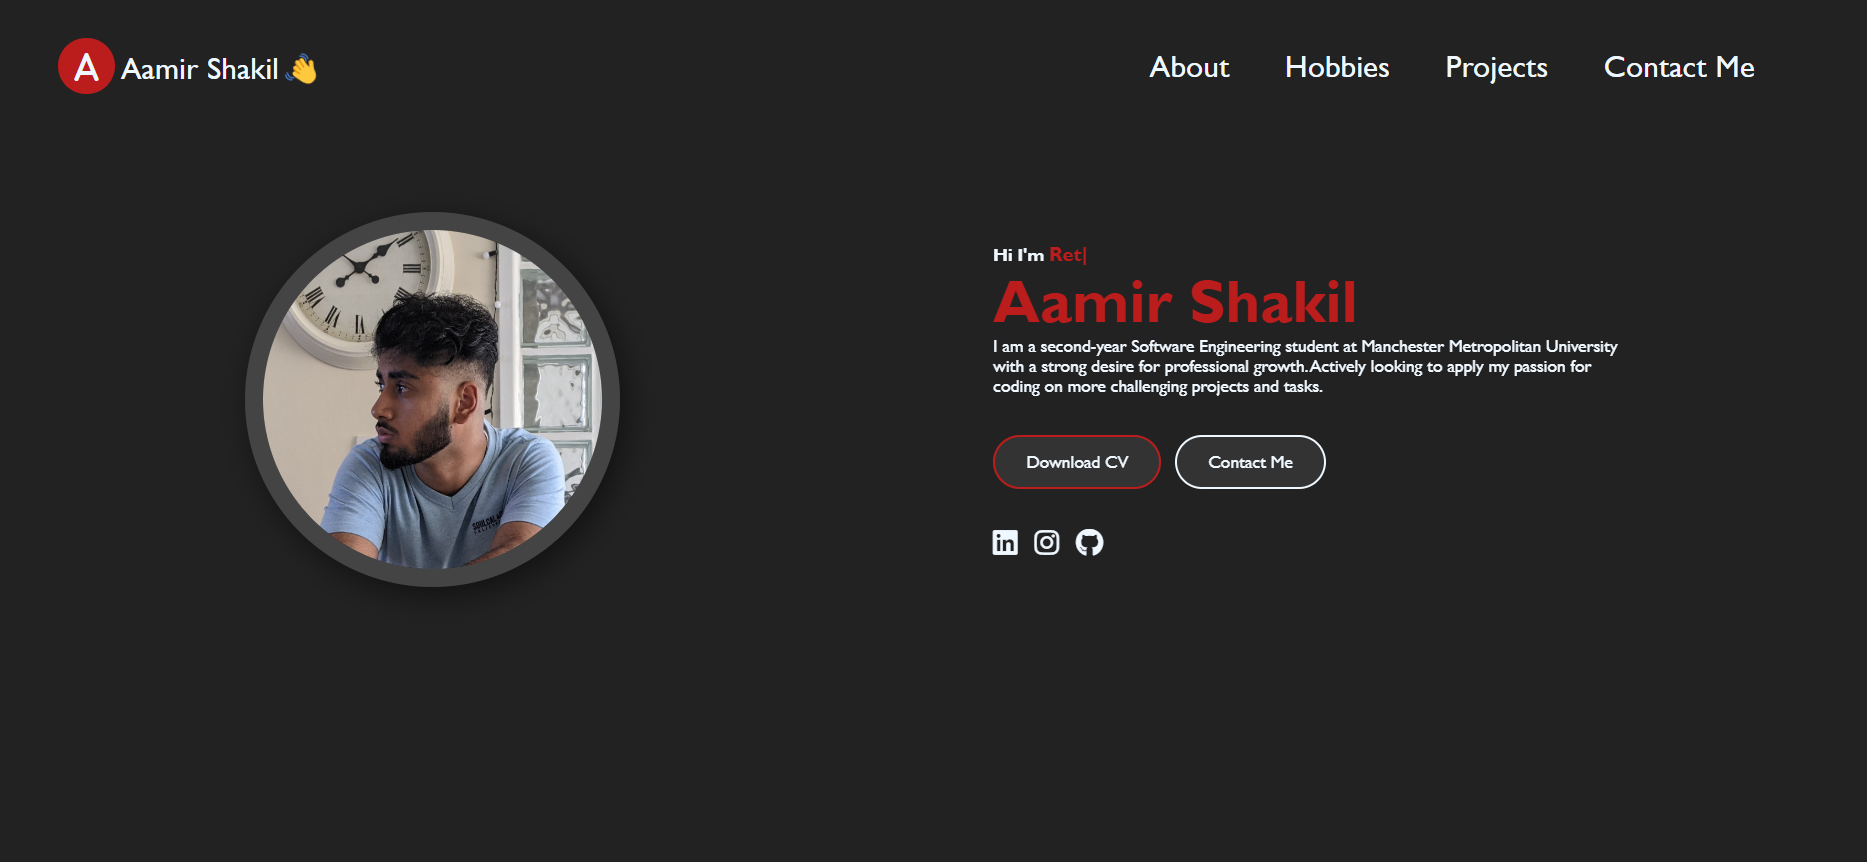 A Aamir Shakil 👋
About Hobbies Projects Contact Me
Hi I'm Ret|
Aamir Shakil
I am a second-year Software Engineering student at Manchester Metropolitan University
with a strong desire for professional growth.Actively looking to apply my passion for
coding on more challenging projects and tasks.
Download CV Contact Me
in